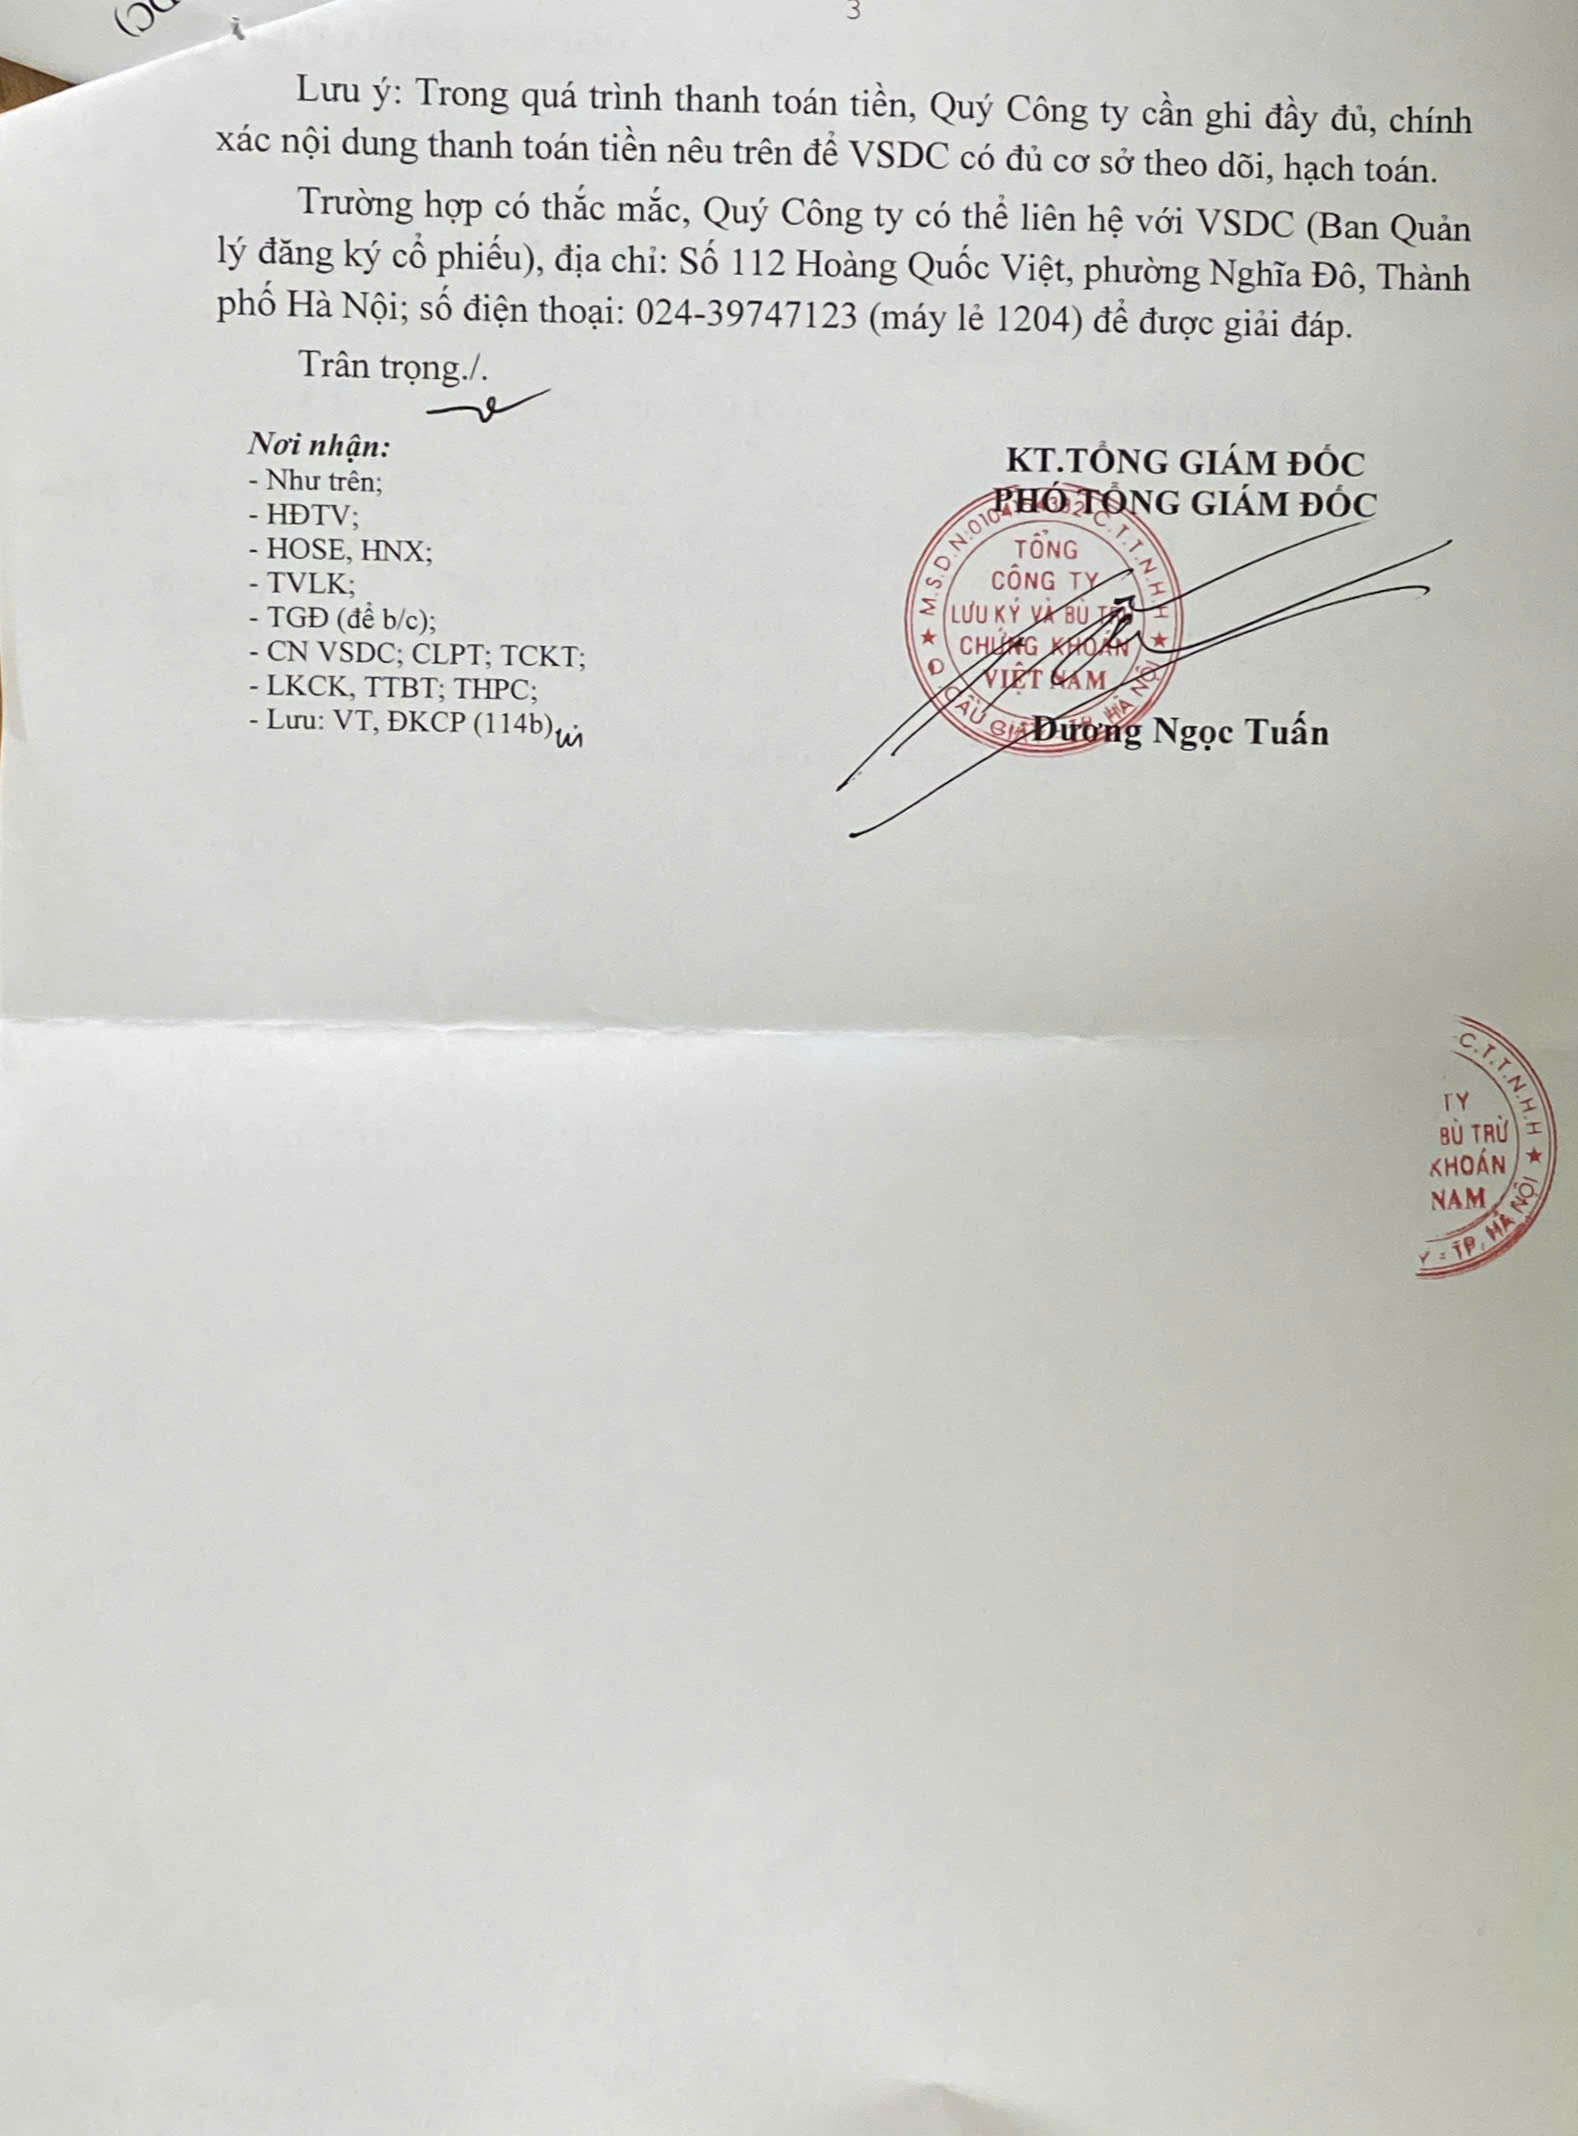 3
Lưu ý: Trong quá trình thanh toán tiền, Quý Công ty cần ghi đầy đủ, chính
xác nội dung thanh toán tiền nêu trên để VSDC có đủ cơ sở theo dõi, hạch toán.
Trường hợp có thắc mắc, Quý Công ty có thể liên hệ với VSDC (Ban Quản
lý đăng ký cổ phiếu), địa chỉ: Số 112 Hoàng Quốc Việt, phường Nghĩa Đô, Thành
phố Hà Nội; số điện thoại: 024-39747123 (máy lẻ 1204) để được giải đáp.
Trân trọng./.
Nơi nhận:
- Như trên;
- HĐTV;
- HOSE, HNX;
- TVLK;
- TGĐ (để b/c);
- CN VSDC; CLPT; TCKT;
- LKCK, TTBT; THPC;
- Lưu: VT, ĐKCP (114b)
KT.TỔNG GIÁM ĐỐC
PHÓ TỔNG GIÁM ĐỐC
TỔNG
CÔNG TY
LƯU KÝ VÀ BÙ TRỪ
CHỨNG KHOÁN
VIỆT NAM
Dương Ngọc Tuấn
C.T.T.N.H.H
TY
BÙ TRỪ
KHOÁN
NAM
Y - TP. HÀ NỘI